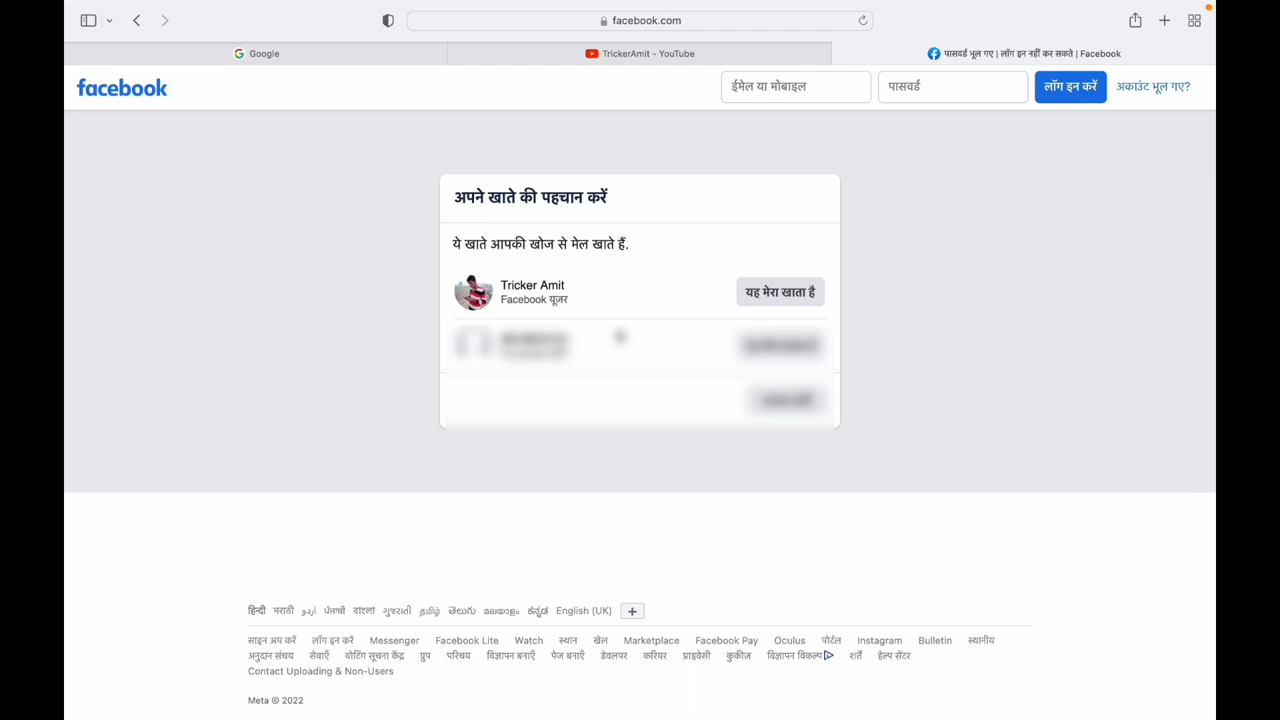 facebook.com
Google
TrickerAmit - YouTube
पासवर्ड भूल गए | लॉग इन नहीं कर सकते | Facebook
facebook
ईमेल या मोबाइल
पासवर्ड
लॉग इन करें
अकाउंट भूल गए?
अपने खाते की पहचान करें
ये खाते आपकी खोज से मेल खाते हैं.
Tricker Amit
Facebook यूज़र
यह मेरा खाता है
हिन्दी मराठी اردو ਪੰਜਾਬੀ বাংলা ગુજરાતી தமிழ் తెలుగు മലയാളം ಕನ್ನಡ English (UK) +
साइन अप करें लॉग इन करें Messenger Facebook Lite Watch स्थान खेल Marketplace Facebook Pay Oculus पोर्टल Instagram Bulletin स्थानीय
अनुदान संचय सेवाएँ वोटिंग सूचना केंद्र ग्रुप परिचय विज्ञापन बनाएँ पेज बनाएँ डेवलपर करियर प्राइवेसी कुकीज़ विज्ञापन विकल्प शर्तें हेल्प सेंटर
Contact Uploading & Non-Users
Meta © 2022